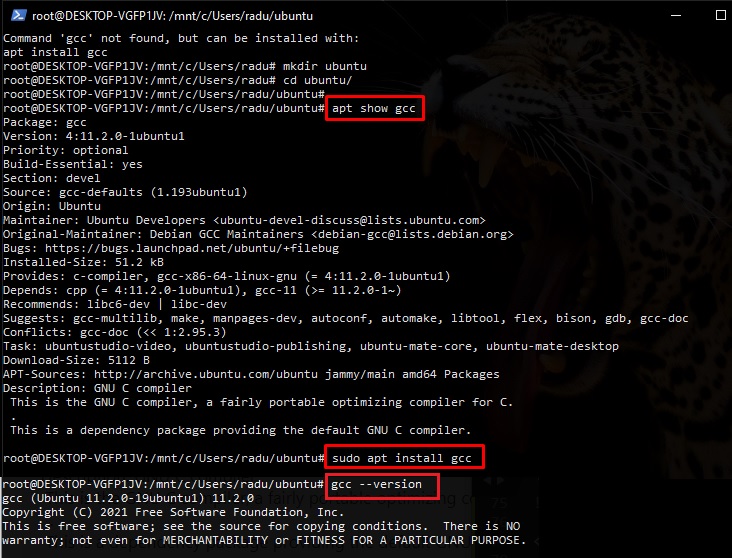 root@DESKTOP-VGFP1JV: /mnt/c/Users/radu/ubuntu
Command 'gcc' not found, but can be installed with:
apt install gcc
root@DESKTOP-VGFP1JV:/mnt/c/Users/radu# mkdir ubuntu
root@DESKTOP-VGFP1JV:/mnt/c/Users/radu# cd ubuntu/
root@DESKTOP-VGFP1JV:/mnt/c/Users/radu/ubuntu#
root@DESKTOP-VGFP1JV:/mnt/c/Users/radu/ubuntu# apt show gcc
Package: gcc
Version: 4:11.2.0-1ubuntu1
Priority: optional
Build-Essential: yes
Section: devel
Source: gcc-defaults (1.193ubuntu1)
Origin: Ubuntu
Maintainer: Ubuntu Developers <ubuntu-devel-discuss@lists.ubuntu.com>
Original-Maintainer: Debian GCC Maintainers <debian-gcc@lists.debian.org>
Bugs: https://bugs.launchpad.net/ubuntu/+filebug
Installed-Size: 51.2 kB
Provides: c-compiler, gcc-x86-64-linux-gnu (= 4:11.2.0-1ubuntu1)
Depends: cpp (= 4:11.2.0-1ubuntu1), gcc-11 (>= 11.2.0-1~)
Recommends: libc6-dev | libc-dev
Suggests: gcc-multilib, make, manpages-dev, autoconf, automake, libtool, flex, bison, gdb, gcc-doc
Conflicts: gcc-doc (<< 1:2.95.3)
Task: ubuntustudio-video, ubuntustudio-publishing, ubuntu-mate-core, ubuntu-mate-desktop
Download-Size: 5112 B
APT-Sources: http://archive.ubuntu.com/ubuntu jammy/main amd64 Packages
Description: GNU C compiler
This is the GNU C compiler, a fairly portable optimizing compiler for C.
.
This is a dependency package providing the default GNU C compiler.
root@DESKTOP-VGFP1JV:/mnt/c/Users/radu/ubuntu# sudo apt install gcc
root@DESKTOP-VGFP1JV:/mnt/c/Users/radu/ubuntu# gcc --version
gcc (Ubuntu 11.2.0-19ubuntu1) 11.2.0
Copyright (C) 2021 Free Software Foundation, Inc.
This is free software; see the source for copying conditions.  There is NO
warranty; not even for MERCHANTABILITY or FITNESS FOR A PARTICULAR PURPOSE.